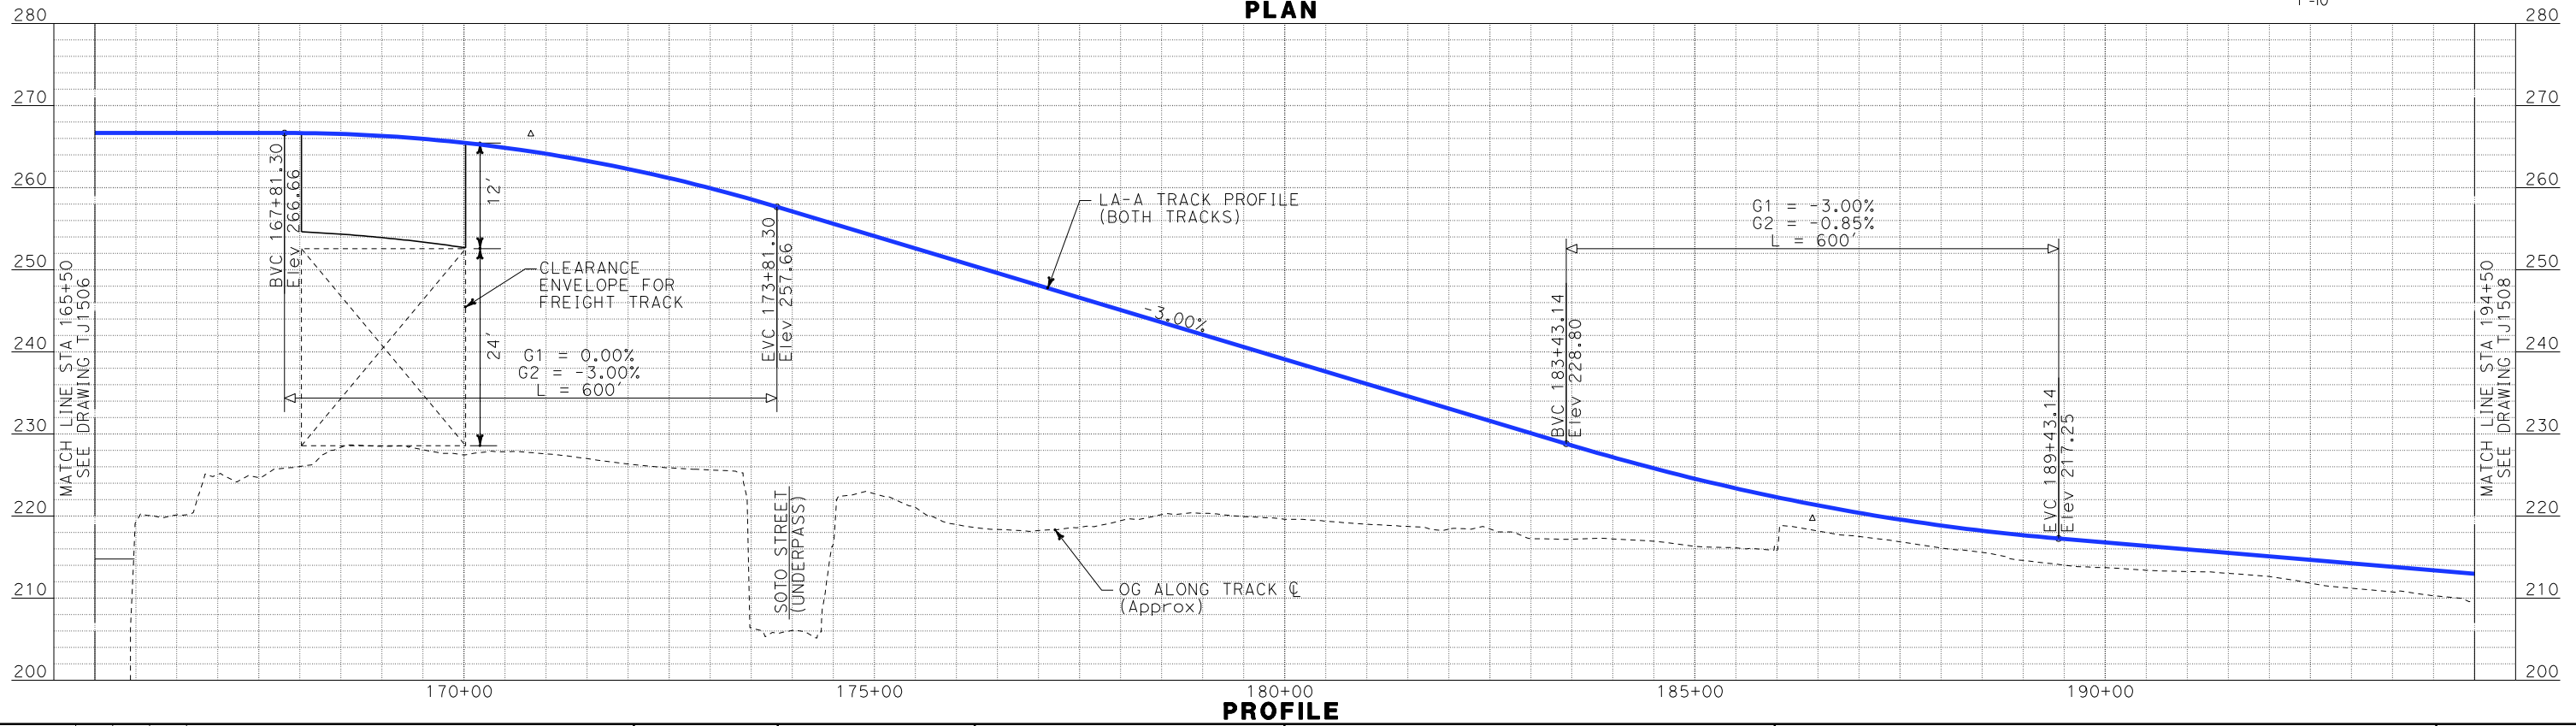 PLAN
1"=10'
280
270
260
250
240
230
220
210
200
280
270
260
250
240
230
220
210
200
MATCH LINE STA 165+50
SEE DRAWING TJ1506
BVC 167+81.30
Elev 266.66
12'
24'
CLEARANCE
ENVELOPE FOR
FREIGHT TRACK
G1 = 0.00%
G2 = -3.00%
L = 600'
EVC 173+81.30
Elev 257.66
SOTO STREET
(UNDERPASS)
LA-A TRACK PROFILE
(BOTH TRACKS)
-3.00%
OG ALONG TRACK ℄
(Approx)
G1 = -3.00%
G2 = -0.85%
L = 600'
BVC 183+43.14
Elev 228.80
EVC 189+43.14
Elev 217.25
MATCH LINE STA 194+50
SEE DRAWING TJ1508
170+00
175+00
180+00
185+00
190+00
PROFILE